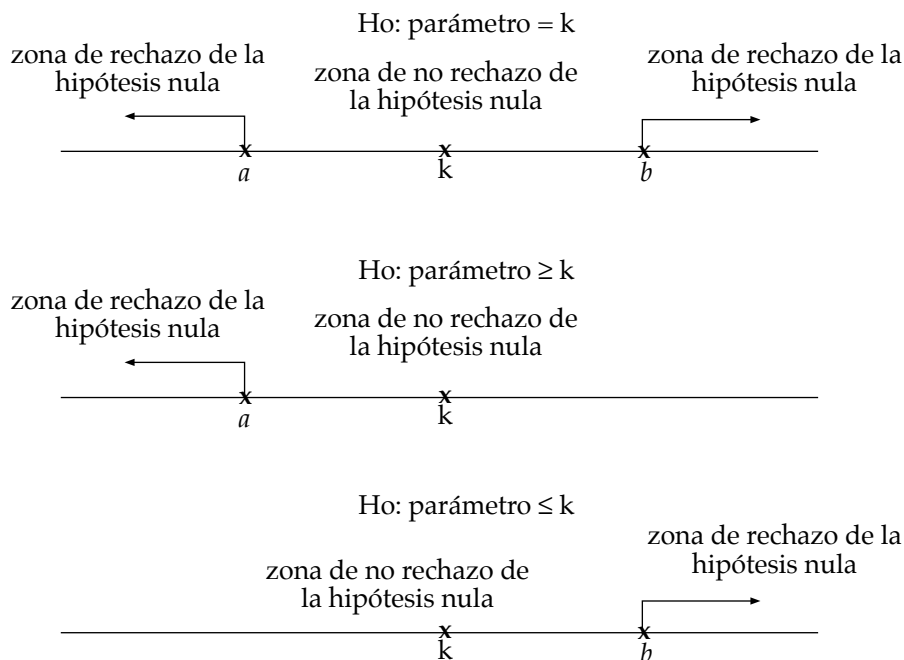 Ho: parámetro = k
zona de rechazo de la
hipótesis nula
zona de no rechazo de
la hipótesis nula
zona de rechazo de la
hipótesis nula
x x x
a k b
Ho: parámetro ≥ k
zona de rechazo de la
hipótesis nula
zona de no rechazo de
la hipótesis nula
x x
a k
Ho: parámetro ≤ k
zona de no rechazo de
la hipótesis nula
zona de rechazo de la
hipótesis nula
x x
k b